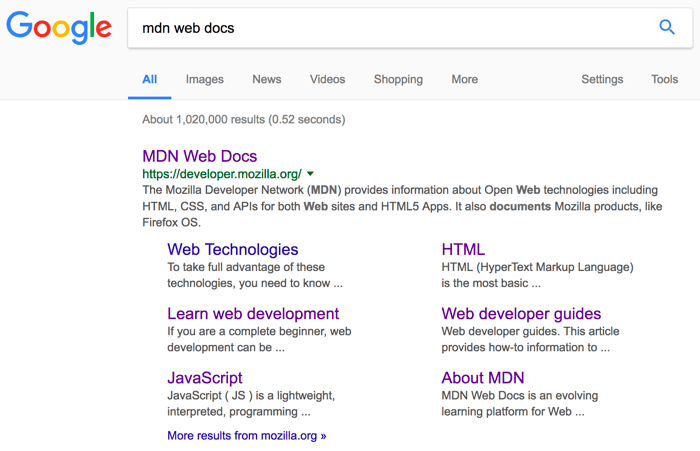 Google
mdn web docs
All Images News Videos Shopping More Settings Tools
About 1,020,000 results (0.52 seconds)
MDN Web Docs
https://developer.mozilla.org/
The Mozilla Developer Network (MDN) provides information about Open Web technologies including
HTML, CSS, and APIs for both Web sites and HTML5 Apps. It also documents Mozilla products, like
Firefox OS.
Web Technologies
To take full advantage of these
technologies, you need to know ...
HTML
HTML (HyperText Markup Language)
is the most basic ...
Learn web development
If you are a complete beginner, web
development can be ...
Web developer guides
Web developer guides. This article
provides how-to information to ...
JavaScript
JavaScript ( JS ) is a lightweight,
interpreted, programming ...
About MDN
MDN Web Docs is an evolving
learning platform for Web ...
More results from mozilla.org »